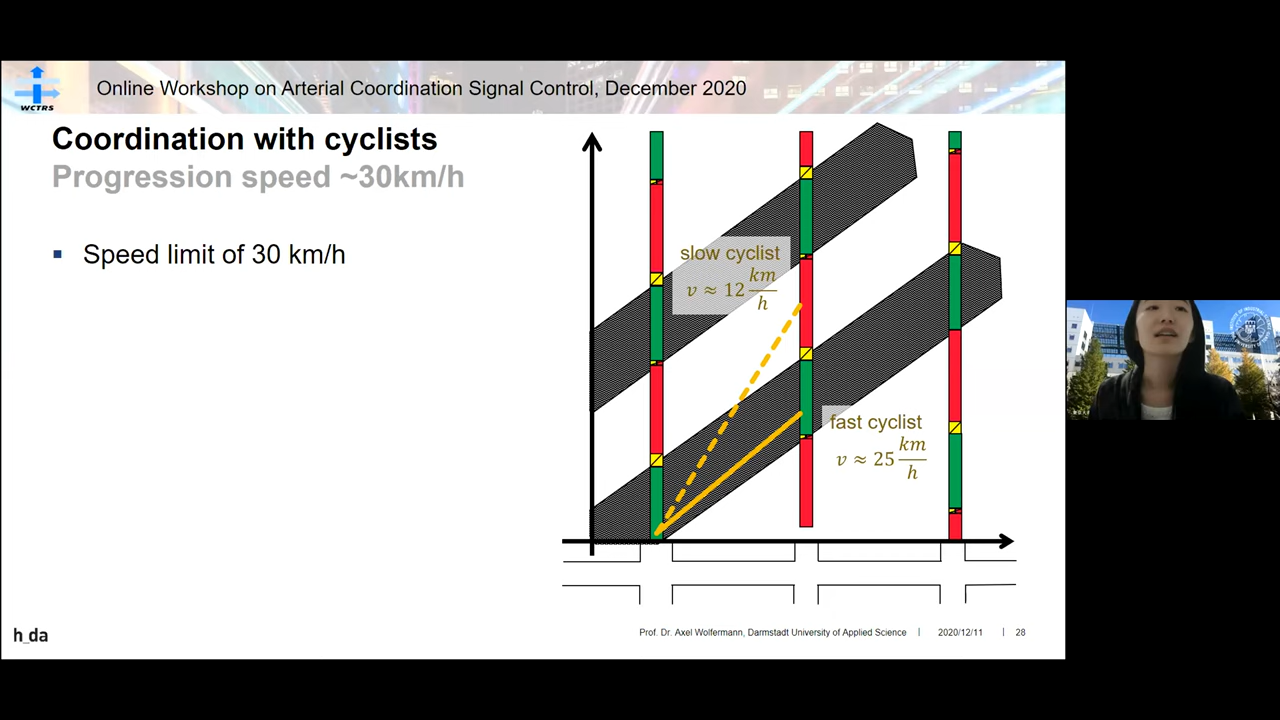 WCTRS
Online Workshop on Arterial Coordination Signal Control, December 2020
Coordination with cyclists
Progression speed ~30km/h
Speed limit of 30 km/h
slow cyclist
v ≈ 12 km/h
fast cyclist
v ≈ 25 km/h
h_da
Prof. Dr. Axel Wolfermann, Darmstadt University of Applied Science | 2020/12/11 | 28